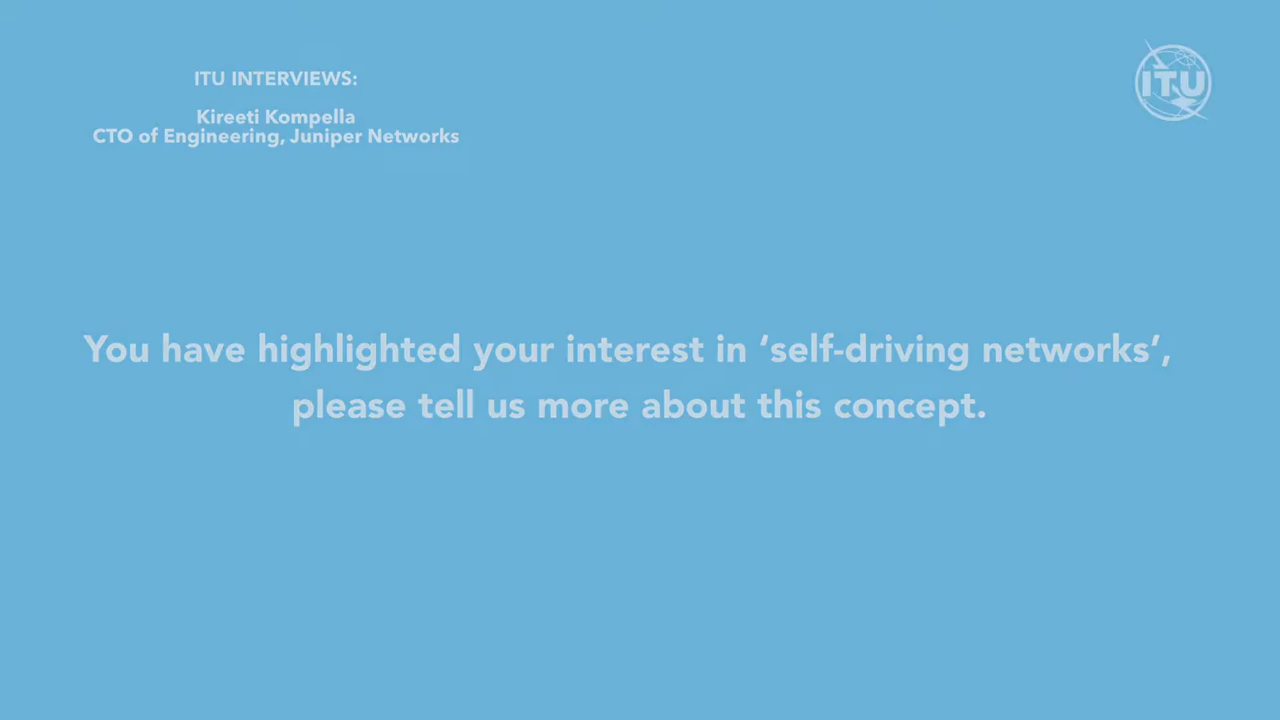 ITU INTERVIEWS:
ITU
Kireeti Kompella
CTO of Engineering, Juniper Networks
You have highlighted your interest in ‘self-driving networks’,
please tell us more about this concept.